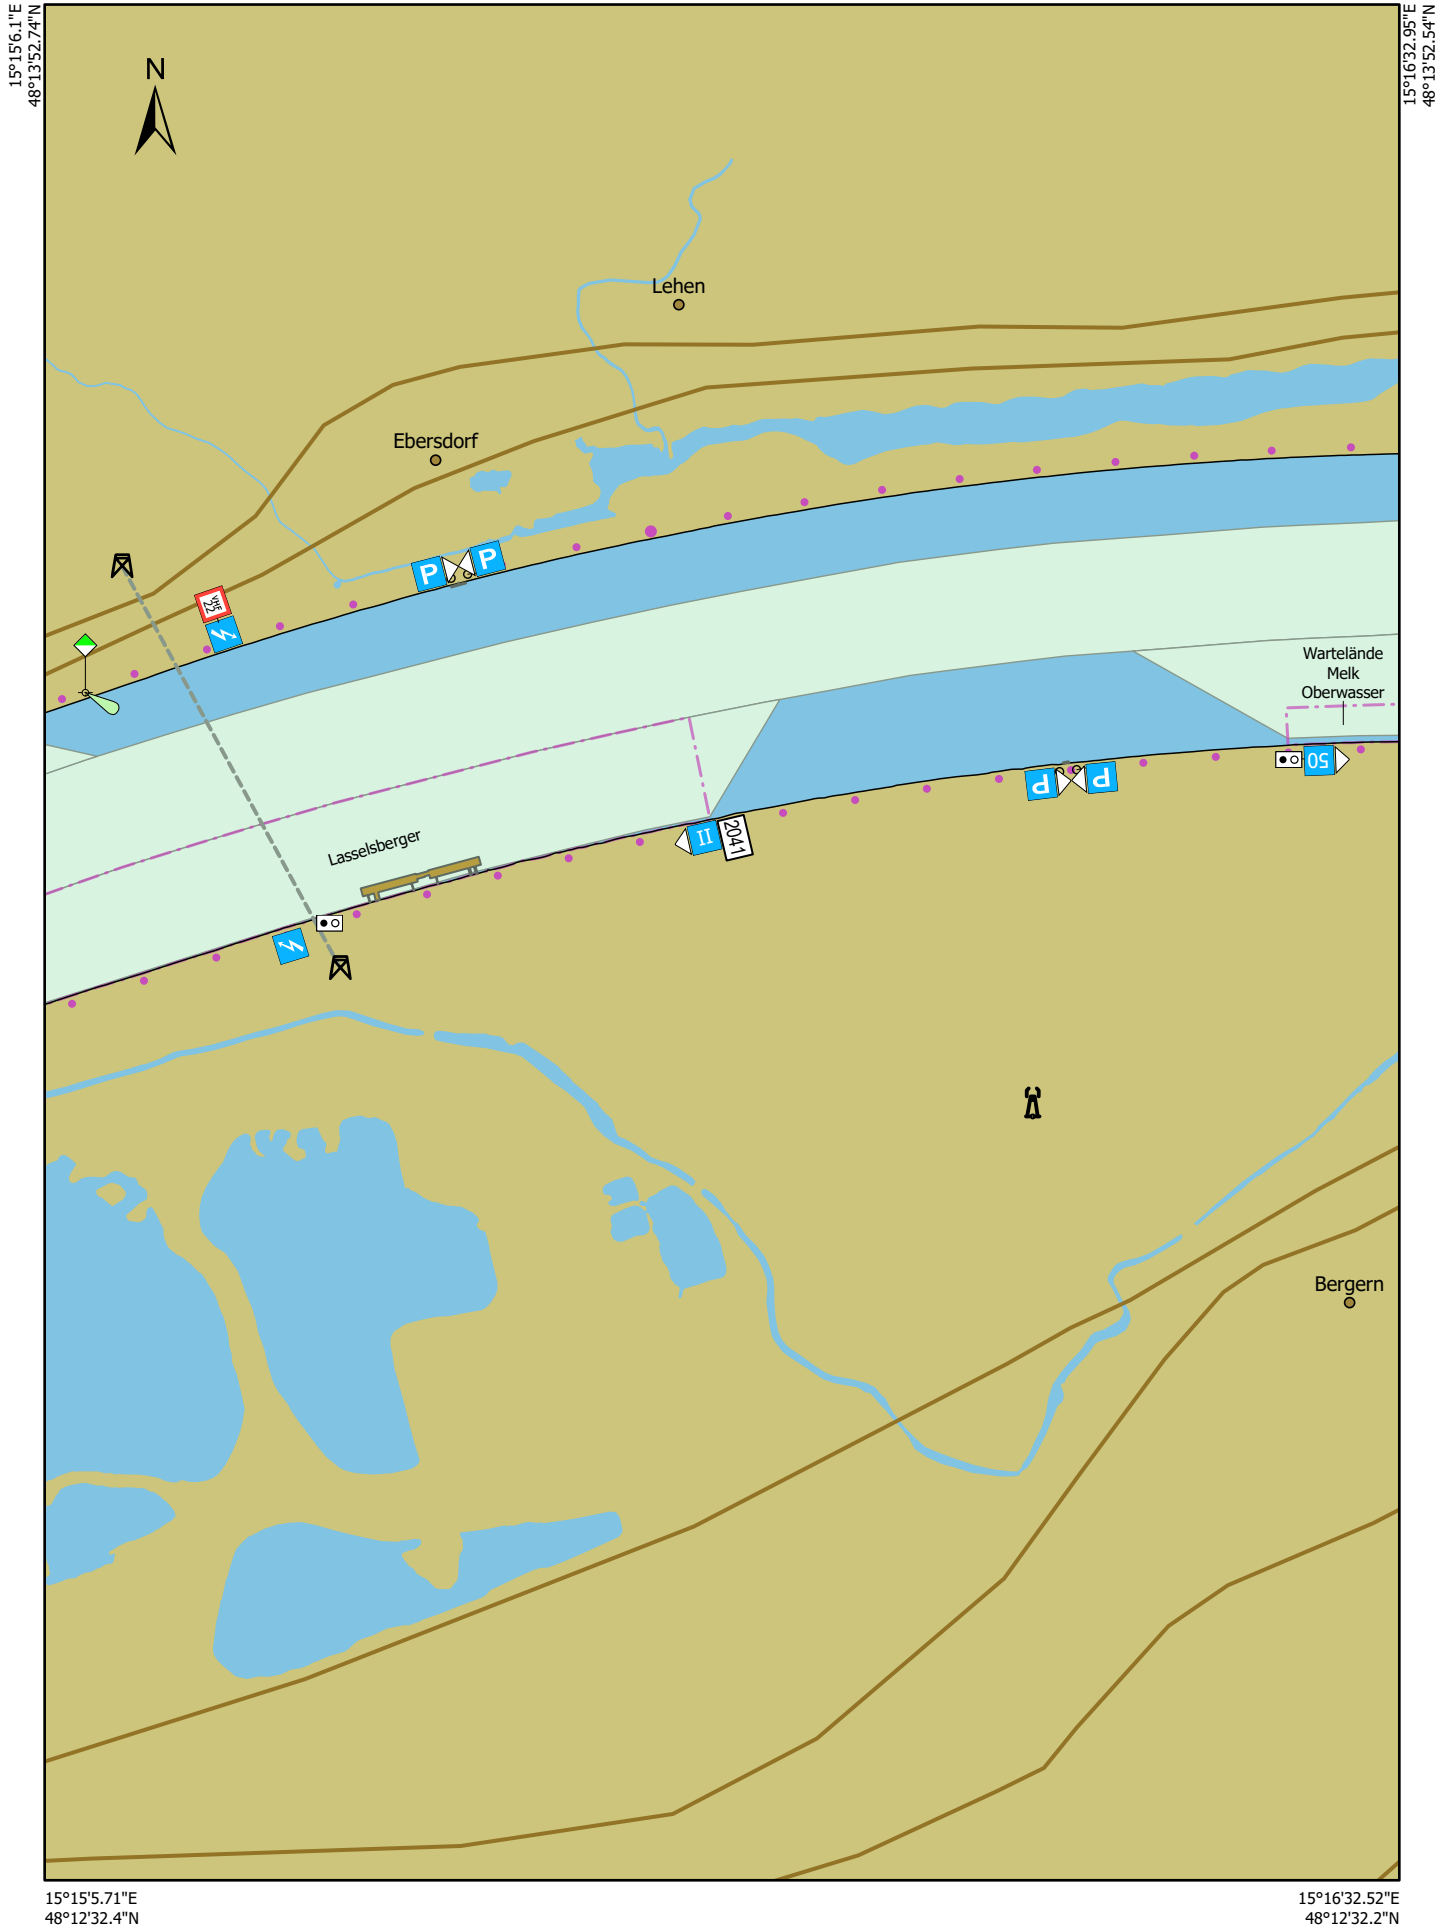 15°15'6.1"E
48°13'52.74"N
15°16'32.95"E
48°13'52.54"N
N
Lehen
Ebersdorf
P
P
VHF
22
Wartelände
Melk
Oberwasser
50
P
P
II
2041
Lasselsberger
Bergern
15°15'5.71"E
48°12'32.4"N
15°16'32.52"E
48°12'32.2"N